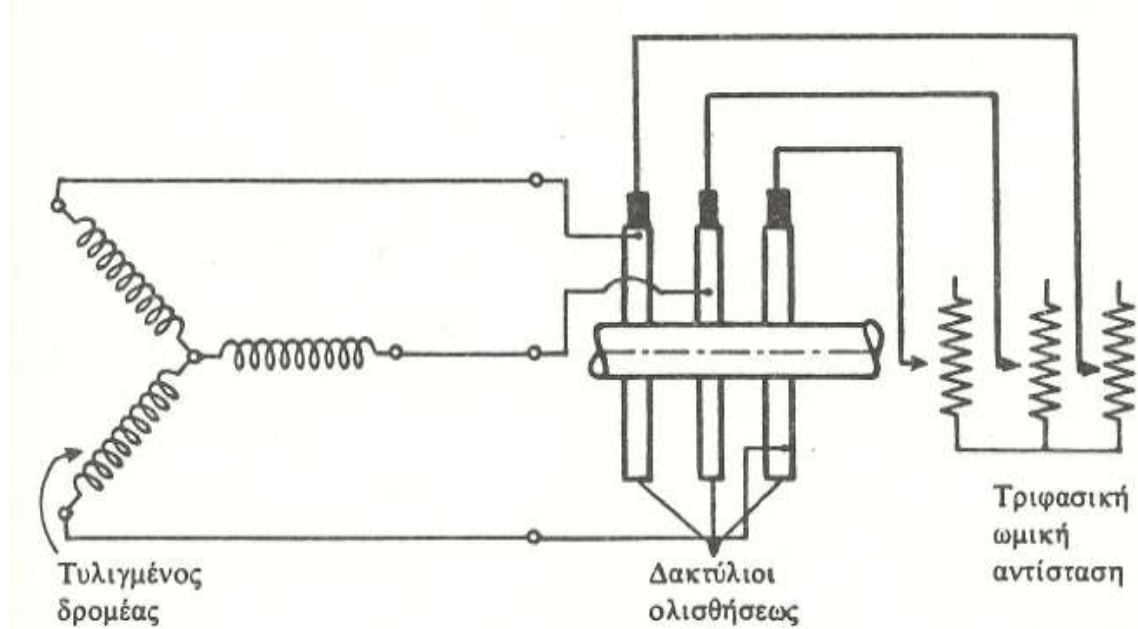 Τυλιγμένος
δρομέας
Δακτύλιοι
ολισθήσεως
Τριφασική
ωμική
αντίσταση